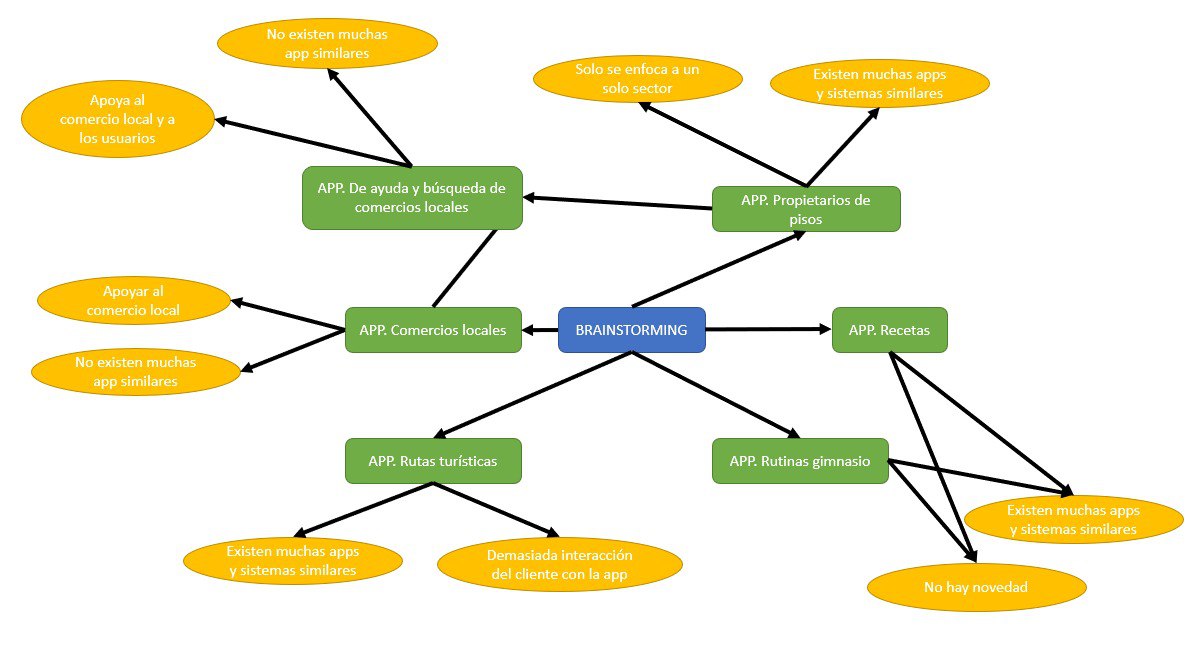 No existen muchas
app similares
Solo se enfoca a un
solo sector
Existen muchas apps
y sistemas similares
Apoya al
comercio local y a
los usuarios
APP. De ayuda y búsqueda de
comercios locales
APP. Propietarios de
pisos
Apoyar al
comercio local
APP. Comercios locales
BRAINSTORMING
APP. Recetas
No existen muchas
app similares
APP. Rutas turísticas
APP. Rutinas gimnasio
Existen muchas apps
y sistemas similares
Existen muchas apps
y sistemas similares
Demasiada interacción
del cliente con la app
No hay novedad